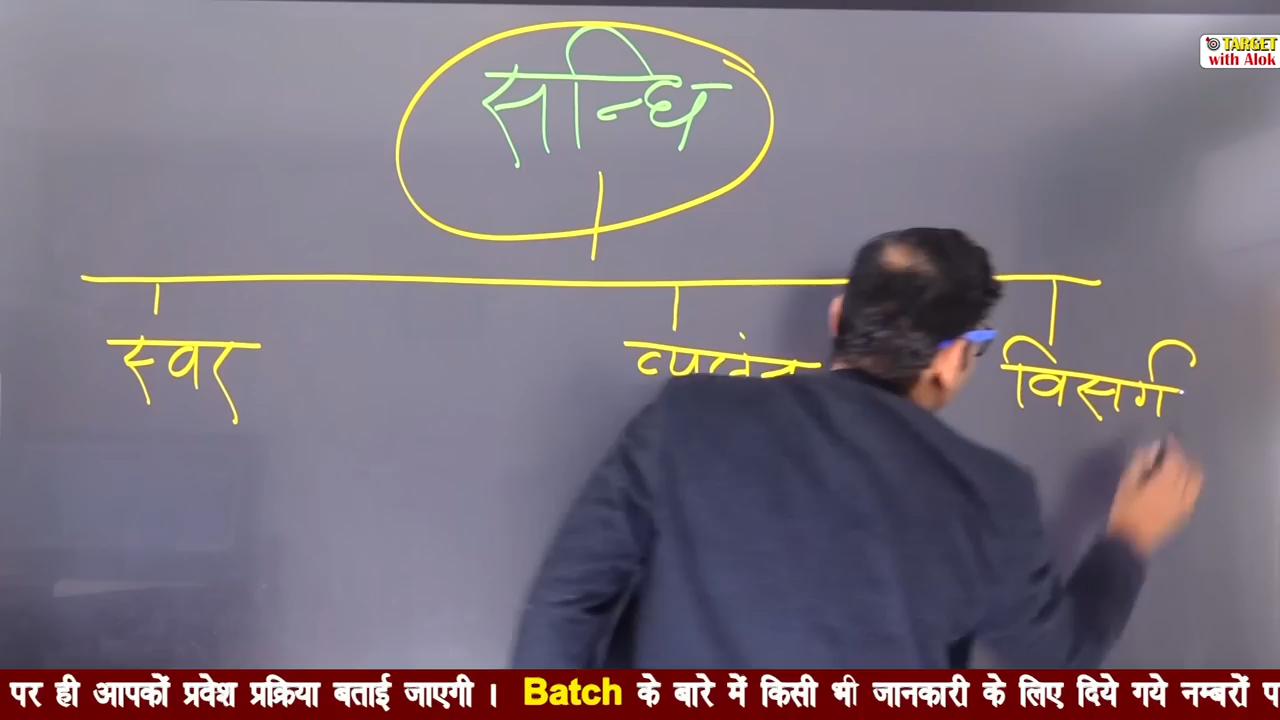 TARGET
with Alok
सन्धि
स्वर
विसर्ग
पर ही आपकों प्रवेश प्रक्रिया बताई जाएगी । Batch के बारे में किसी भी जानकारी के लिए दिये गये नम्बरों